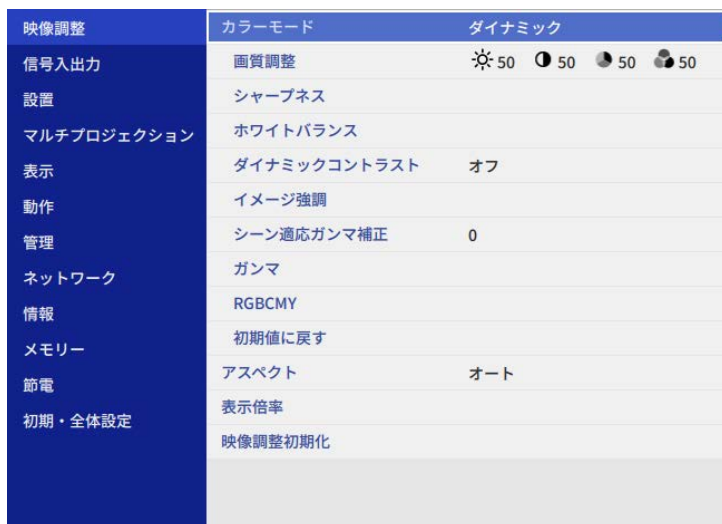 映像調整
信号入出力
設置
マルチプロジェクション
表示
動作
管理
ネットワーク
情報
メモリー
節電
初期・全体設定
カラーモード ダイナミック
画質調整 50 50 50 50
シャープネス
ホワイトバランス
ダイナミックコントラスト オフ
イメージ強調
シーン適応ガンマ補正 0
ガンマ
RGBCMY
初期値に戻す
アスペクト オート
表示倍率
映像調整初期化